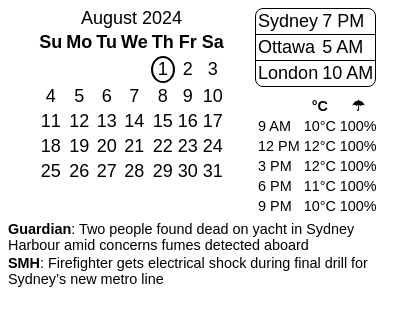 August 2024
Su Mo Tu We Th Fr Sa
1 2 3
4 5 6 7 8 9 10
11 12 13 14 15 16 17
18 19 20 21 22 23 24
25 26 27 28 29 30 31
Sydney 7 PM
Ottawa 5 AM
London 10 AM
°C ☂
9 AM 10°C 100%
12 PM 12°C 100%
3 PM 12°C 100%
6 PM 11°C 100%
9 PM 10°C 100%
Guardian: Two people found dead on yacht in Sydney
Harbour amid concerns fumes detected aboard
SMH: Firefighter gets electrical shock during final drill for
Sydney’s new metro line